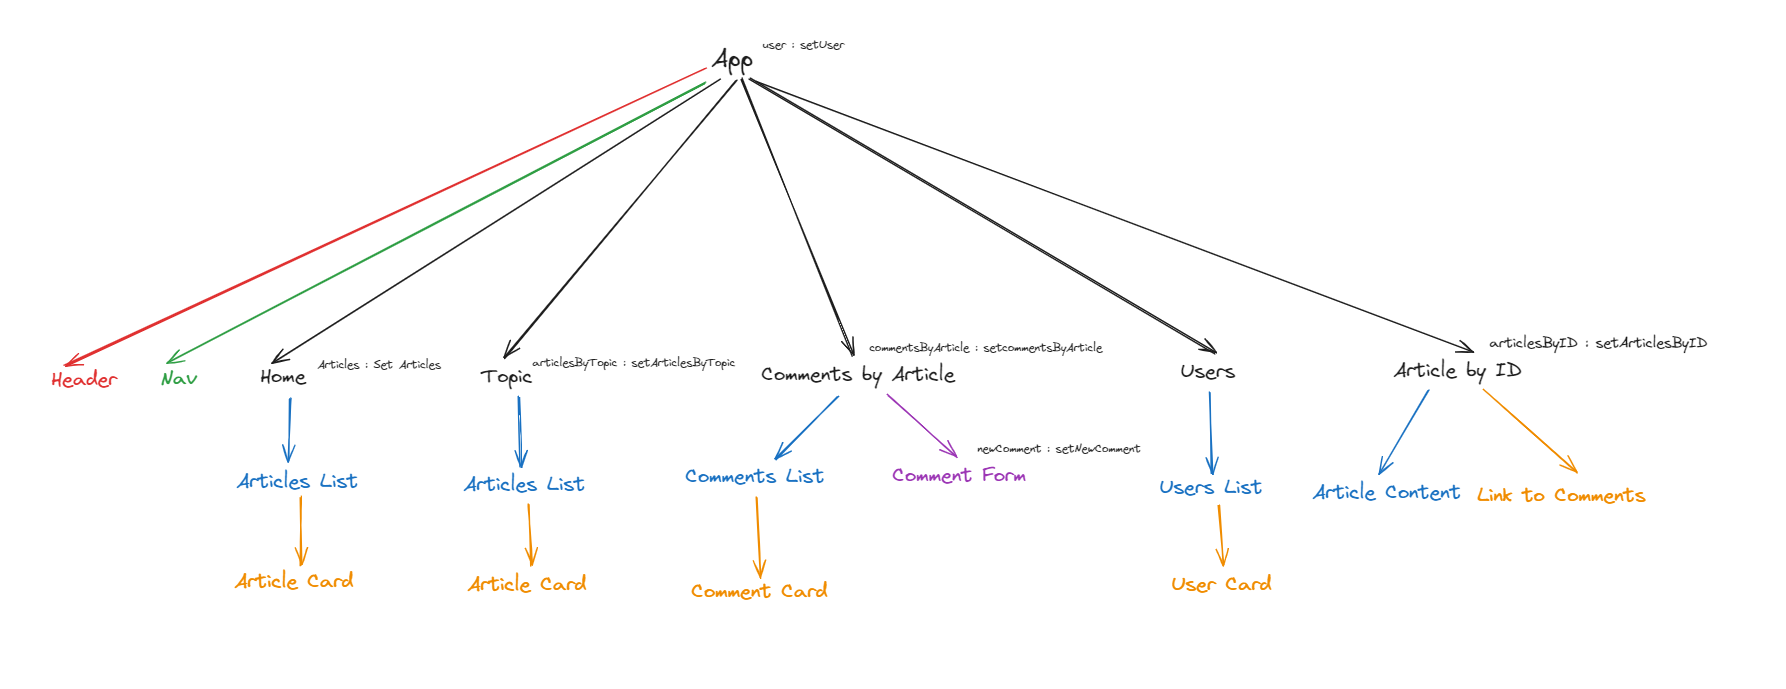 user : setUser
App
Header
Nav
Home
Articles : Set Articles
Topic
articlesByTopic : setArticlesByTopic
Comments by Article
commentsByArticle : setcommentsByArticle
Users
Article by ID
articlesByID : setArticlesByID
Articles List
Articles List
Comments List
Comment Form
newComment : setNewComment
Users List
Article Content
Link to Comments
Article Card
Article Card
Comment Card
User Card